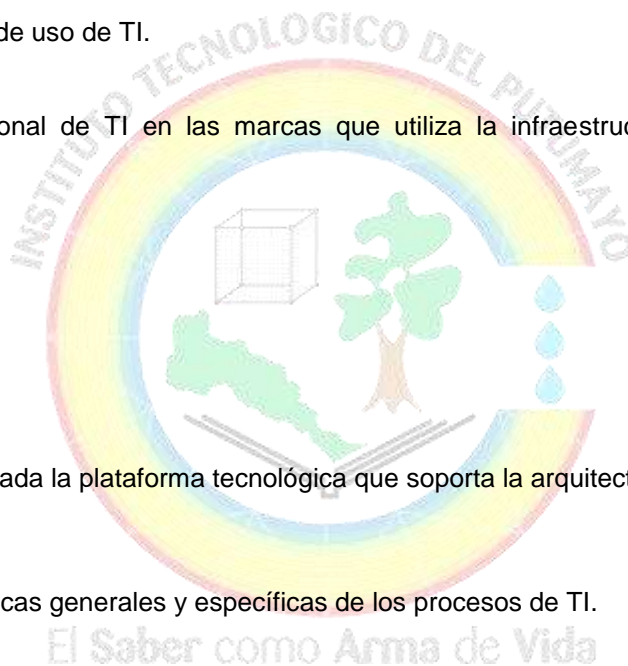 de uso de TI.
INSTITUTO TECNOLOGICO DEL PUTUMAYO
onal de TI en las marcas que utiliza la infraestruc
ada la plataforma tecnológica que soporta la arquitect
cas generales y específicas de los procesos de TI.
El Saber como Arma de Vida